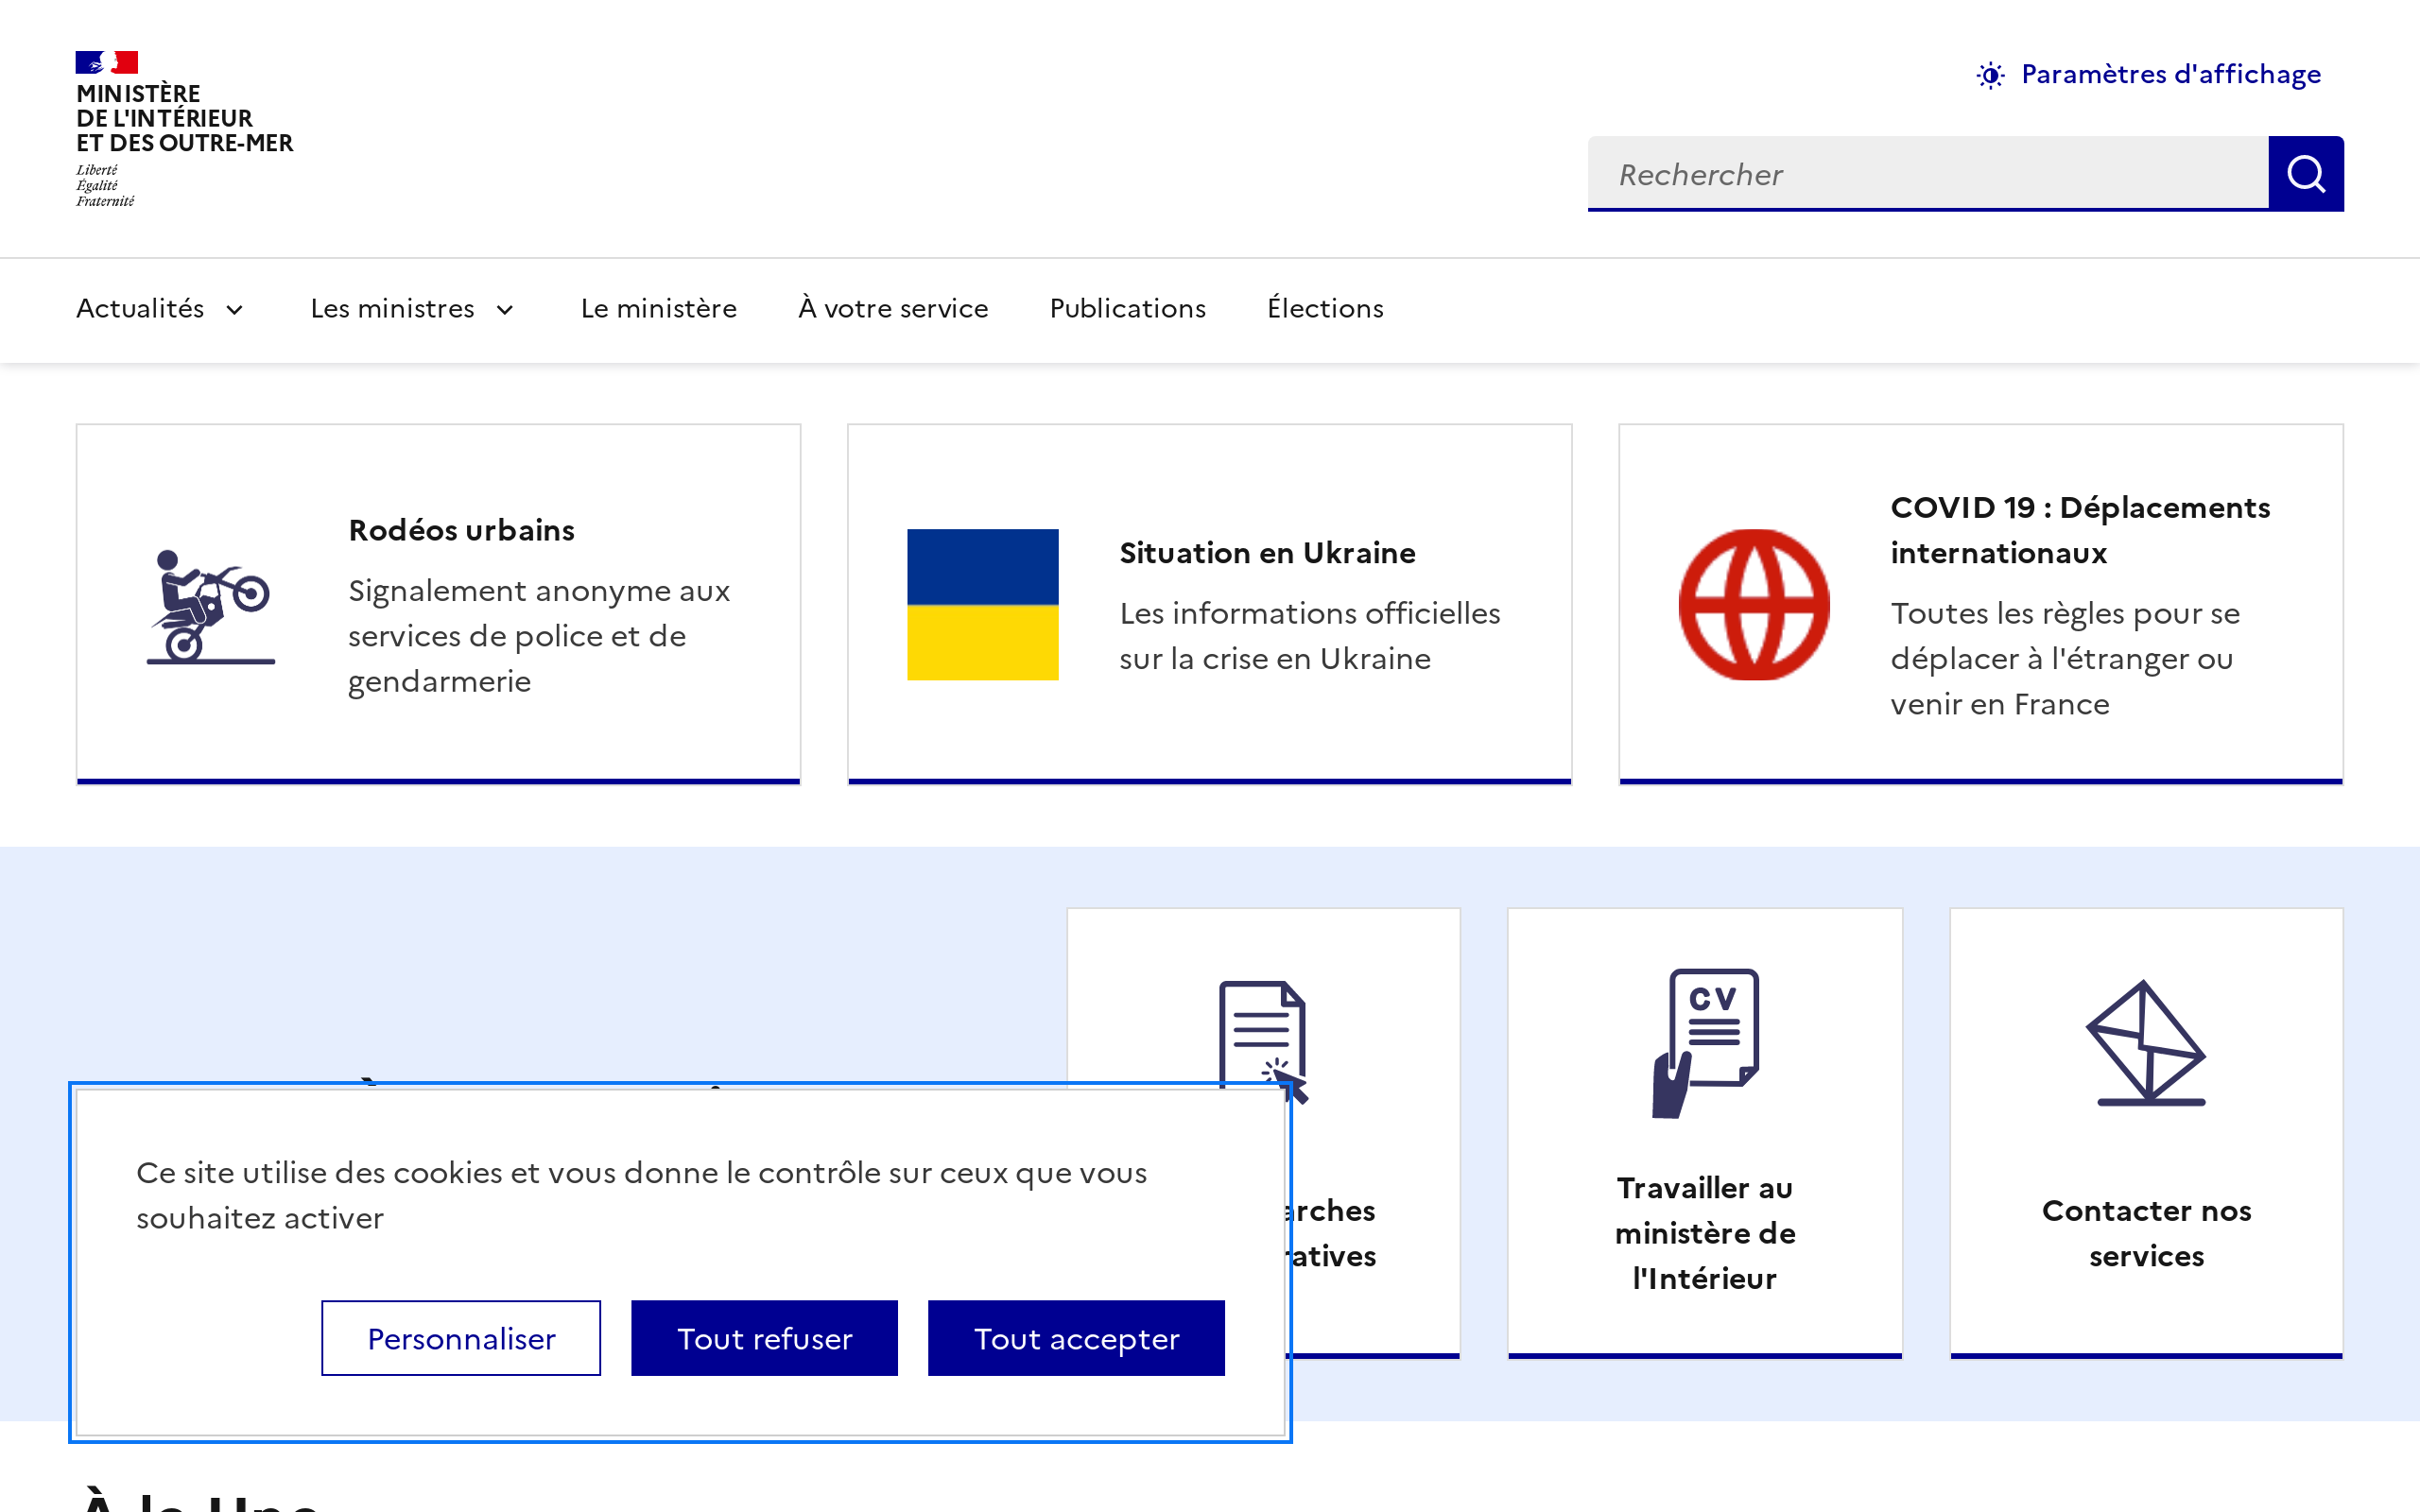 MINISTÈRE
DE L'INTÉRIEUR
ET DES OUTRE-MER
Liberté
Égalité
Fraternité
Paramètres d'affichage
Rechercher
Actualités
Les ministres
Le ministère
À votre service
Publications
Élections
Rodéos urbains
Signalement anonyme aux
services de police et de
gendarmerie
Situation en Ukraine
Les informations officielles
sur la crise en Ukraine
COVID 19 : Déplacements
internationaux
Toutes les règles pour se
déplacer à l'étranger ou
venir en France
CV
Travailler au
ministère de
l'Intérieur
Contacter nos
services
Ce site utilise des cookies et vous donne le contrôle sur ceux que vous
souhaitez activer
Personnaliser
Tout refuser
Tout accepter
À la Une